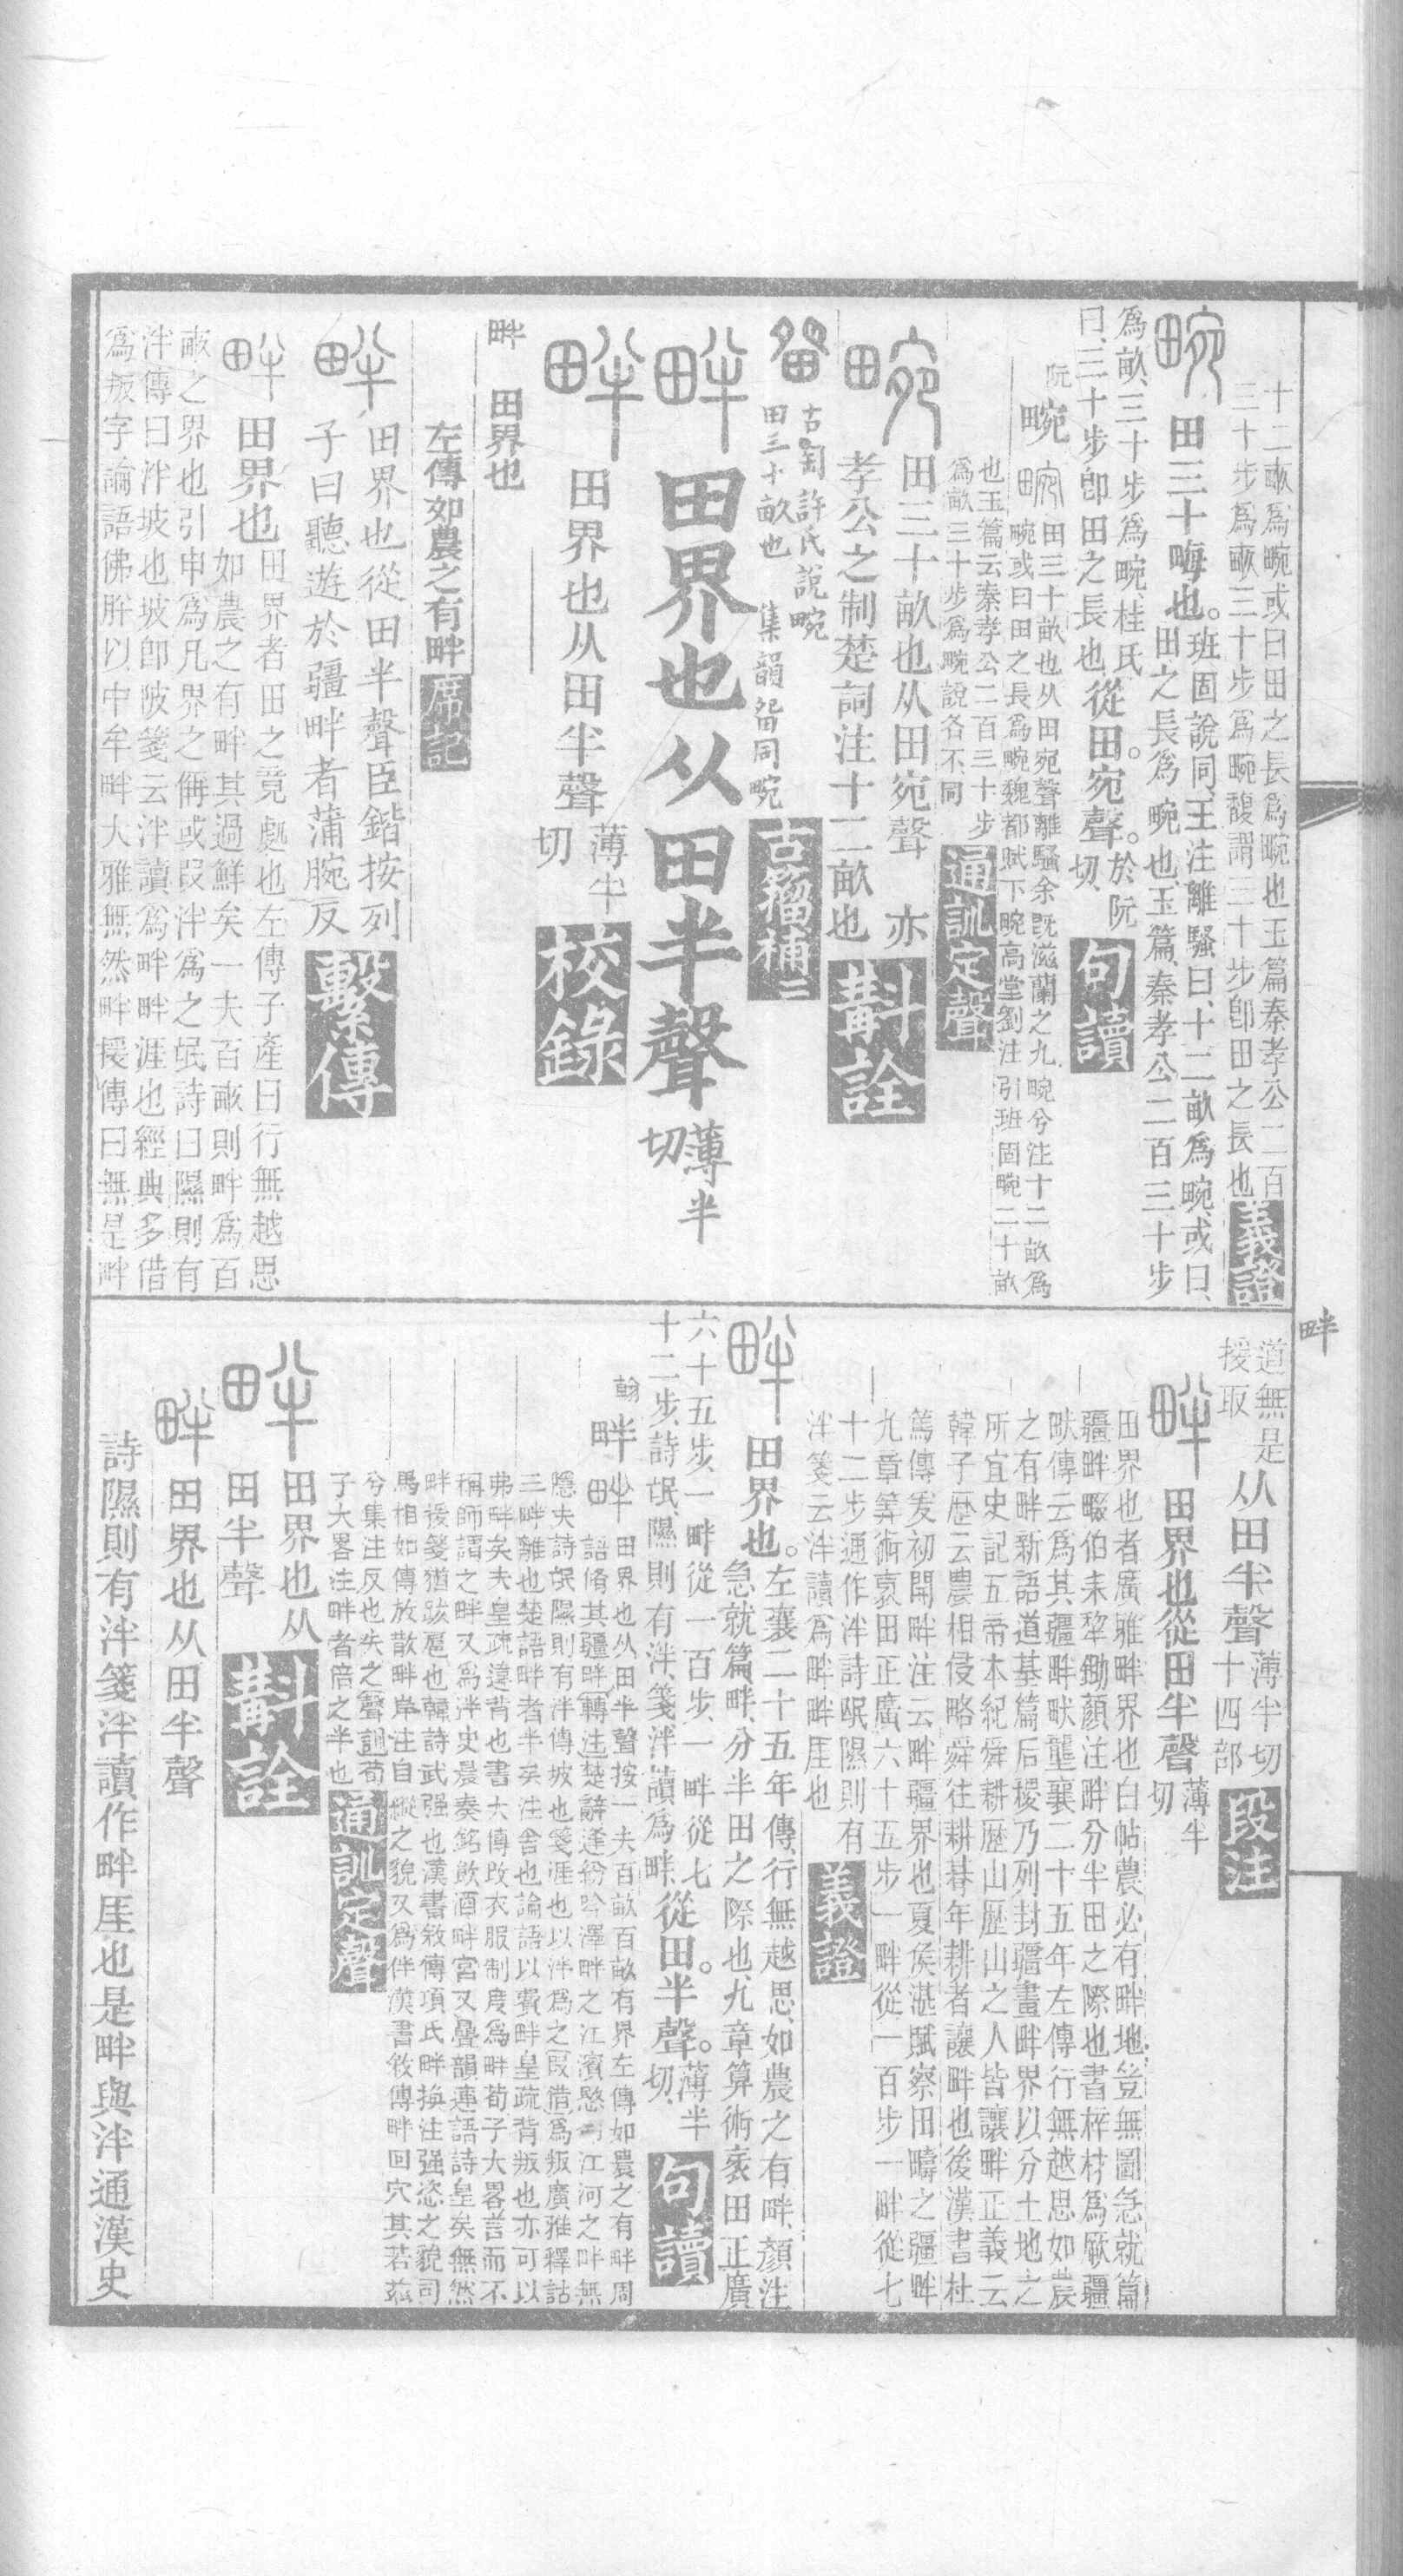 十二畝爲畹或曰田之長爲畹也玉篇秦孝公二百
三十步爲畝三十步爲畹馥謂三十步卽田之長也
義證
畹
田三十畮也。班固說同、王注離騷曰、十二畝爲畹、或曰、
田之長爲畹也、玉篇、秦孝公二百三十步
爲畝、三十步爲畹、桂氏
曰、三十步卽田之長也、從田。宛聲。於阮
切、
句讀
阮
畹
畹
田三十畝也从田宛聲離騷余既滋蘭之九畹兮注十二畝爲
畹或曰田之長爲畹魏都賦下畹高堂劉注引班固畹二十畝
也玉篇云秦孝公二百三十步
爲畝三十步爲畹說各不同
通訓定聲
畹
田三十畝也从田宛聲 亦
孝公之制楚詞注十二畝也
斠詮
古匋許氏說畹
田三十畝也 集韻 同畹
古籀補二
畔
田界也从田半聲
薄半
切
畔
田界也从田半聲
薄半
切
校錄
畔 田界也
左傳如農之有畔
席記
畔
田界也從田半聲臣鍇按列
子曰聽遊於疆畔者蒲腕反
繫傳
畔
田界也
田界者田之竟處也左傳子產曰行無越思
如農之有畔其過鮮矣一夫百畝則畔爲百
畝之界也引申爲凡界之偁或叚泮爲之氓詩曰隰則有
泮傳曰泮坡也坡卽陂箋云泮讀爲畔畔涯也經典多借
爲叛字論語佛肸以中牟畔大雅無然畔援傳曰無是畔
畔
道無是
援取
从田半聲
薄半切
十四部
段注
畔
田界也從田半聲
薄半
切
田界也者廣雅畔界也白帖農必有畔地豈無圖急就篇
疆畔畷伯耒犂鋤顏注畔分半田之際也書梓材爲厥疆
畎傳云爲其疆畔畎壟襄二十五年左傳行無越思如農
之有畔新語道基篇后稷乃列封疆畫畔界以分土地之
所宜史記五帝本紀舜耕歷山歷山之人皆讓畔正義云
韓子歷云農相侵略舜往耕朞年耕者讓畔也後漢書杜
篤傳爰初開畔注云畔疆界也夏侯湛賦察田疇之疆畔
九章筭術裒田正廣六十五步一畔從一百步一畔從七
十二步通作泮詩氓隰則有
泮箋云泮讀爲畔畔厓也
義證
畔
田界也。左襄二十五年傳、行無越思、如農之有畔、顏注
急就篇、畔、分半田之際也、九章算術、衺田正廣
六十五步、一畔從一百步、一畔從七
十二步、詩氓、隰則有泮、箋、泮讀爲畔、
從田。半聲。薄半
切、
句讀
翰
畔
畔
田界也从田半聲按一夫百畝百畝有界左傳如農之有畔周
語脩其疆畔轉注楚辭逢紛吟澤畔之江濱愍命江河之畔無
隱夫詩氓隰則有泮傳坡也箋涯也以泮爲之叚借爲叛廣雅釋詁
三畔離也楚語畔者半矣注舍也論語以費畔皇疏背叛也亦可以
弗畔矣夫皇疏違背也書大傳改衣服制度爲畔荀子大畧言而不
稱師謂之畔又爲泮史晨奏銘飲酒畔宮又疊韻連語詩皇矣無然
畔援箋猶跋扈也韓詩武强也漢書敘傳項氏畔換注强恣之貌司
馬相如傳放散畔岸注自縱之貌又爲伴漢書敘傳畔回穴其若茲
兮集注反也失之聲訓荀
子大畧注畔者倍之半也
通訓定聲
畔
田界也从
田半聲
斠詮
畔
田界也从田半聲
詩隰則有泮箋泮讀作畔厓也是畔與泮通漢史